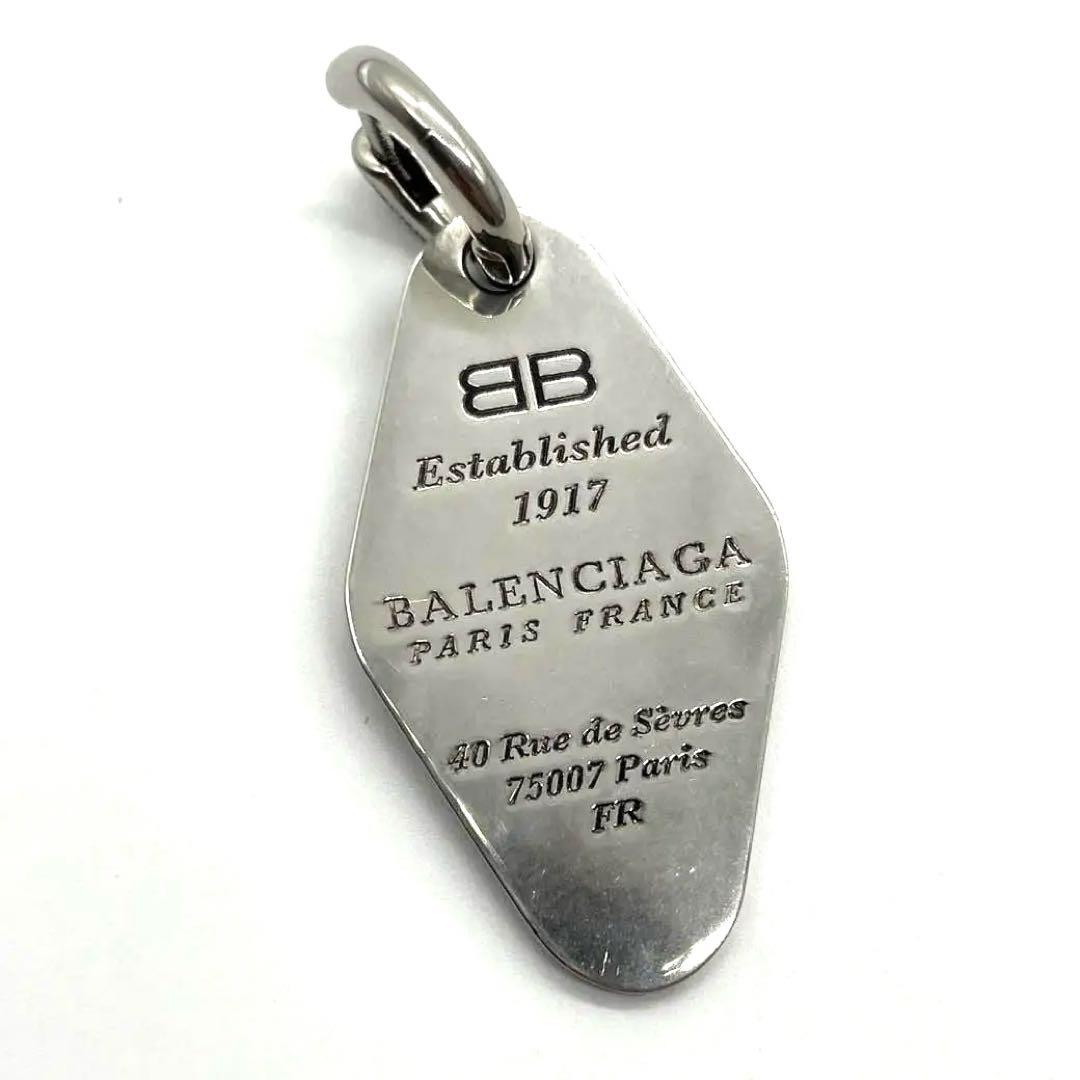 BB
Established
1917
BALENCIAGA
PARIS FRANCE
40 Rue de Sèvres
75007 Paris
FR